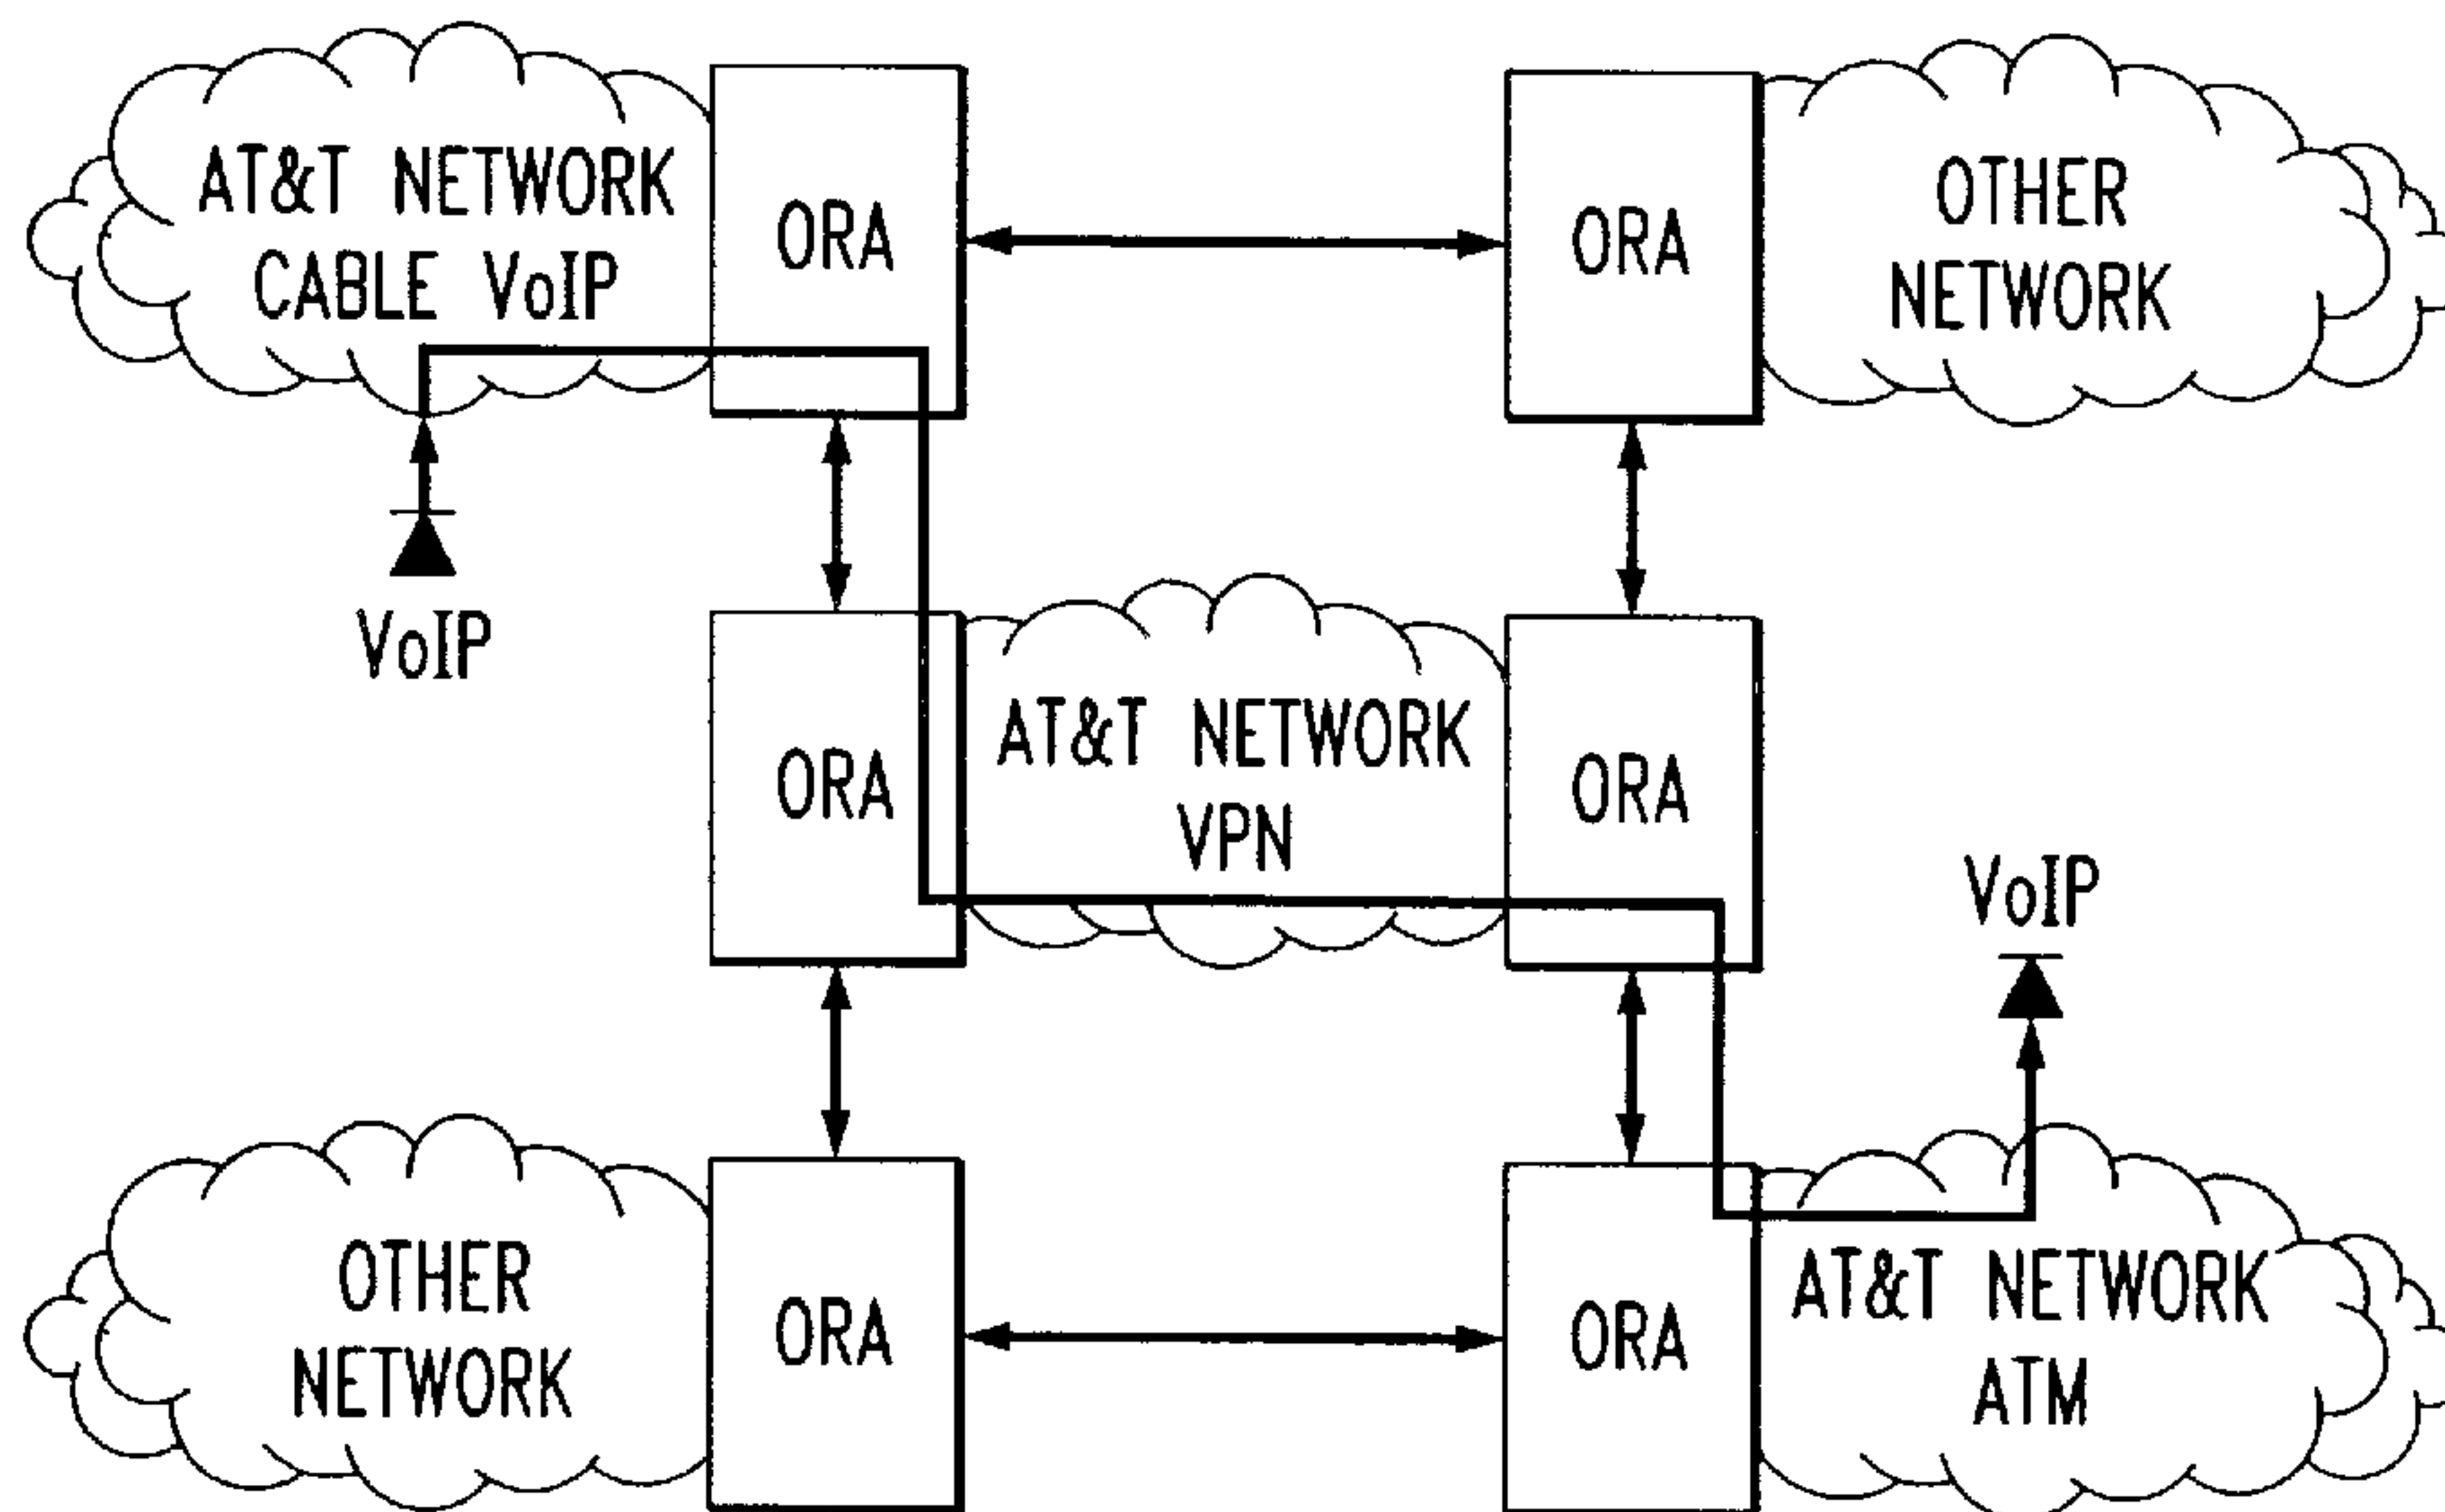 AT&T NETWORK
CABLE VoIP
ORA
ORA
OTHER
NETWORK
VoIP
ORA
AT&T NETWORK
VPN
ORA
VoIP
OTHER
NETWORK
ORA
ORA
AT&T NETWORK
ATM